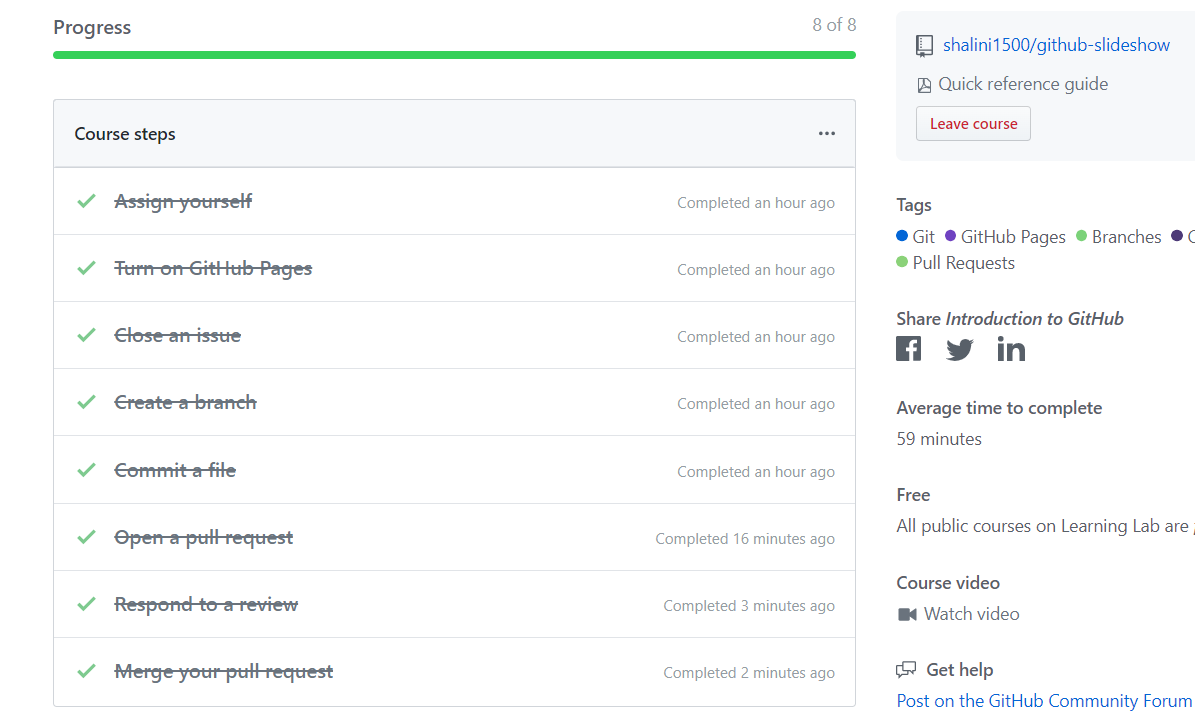 Progress
8 of 8
Course steps
Assign yourself
Completed an hour ago
Turn on GitHub Pages
Completed an hour ago
Close an issue
Completed an hour ago
Create a branch
Completed an hour ago
Commit a file
Completed an hour ago
Open a pull request
Completed 16 minutes ago
Respond to a review
Completed 3 minutes ago
Merge your pull request
Completed 2 minutes ago
shalini1500/github-slideshow
Quick reference guide
Leave course
Tags
Git GitHub Pages Branches
Pull Requests
Share Introduction to GitHub
Average time to complete
59 minutes
Free
All public courses on Learning Lab are
Course video
Watch video
Get help
Post on the GitHub Community Forum